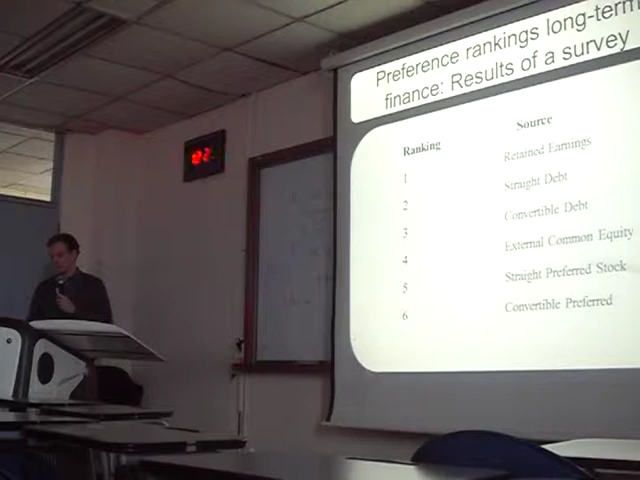 Preference rankings long-term
finance: Results of a survey
Ranking Source
1 Retained Earnings
2 Straight Debt
3 Convertible Debt
4 External Common Equity
5 Straight Preferred Stock
6 Convertible Preferred